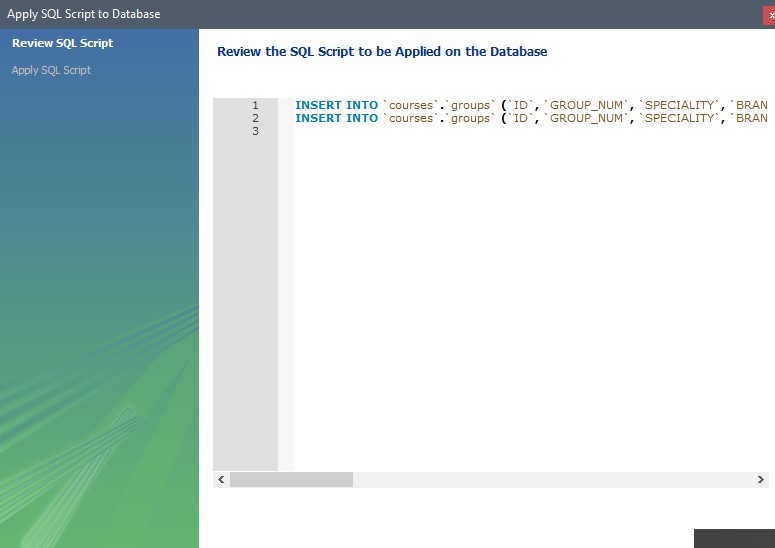 Apply SQL Script to Database
Review SQL Script
Apply SQL Script
Review the SQL Script to be Applied on the Database
1 INSERT INTO `courses`.`groups` (`ID`, `GROUP_NUM`, `SPECIALITY`, `BRAN
2 INSERT INTO `courses`.`groups` (`ID`, `GROUP_NUM`, `SPECIALITY`, `BRAN
3